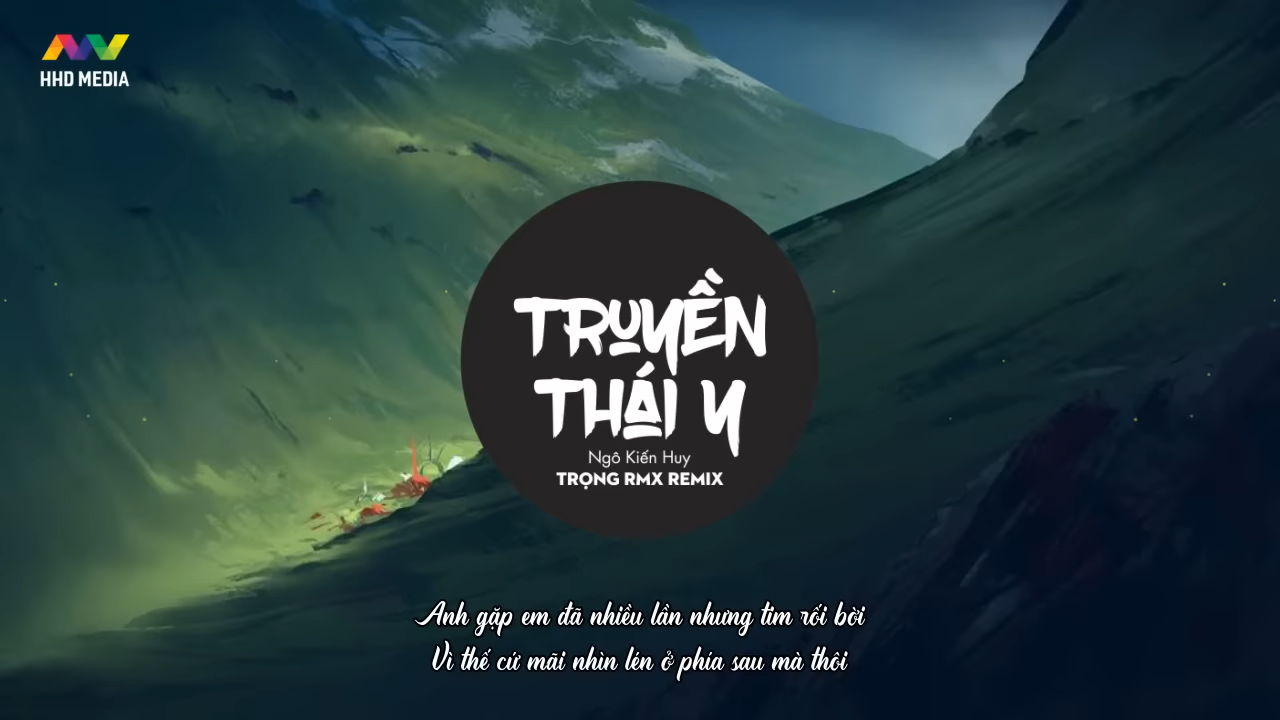 HHD MEDIA
TRUYỀN
THÁI Y
Ngô Kiến Huy
TRỌNG RMX REMIX
Anh gặp em đã nhiều lần nhưng tim rối bời
Vì thế cứ mãi nhìn lén ở phía sau mà thôi